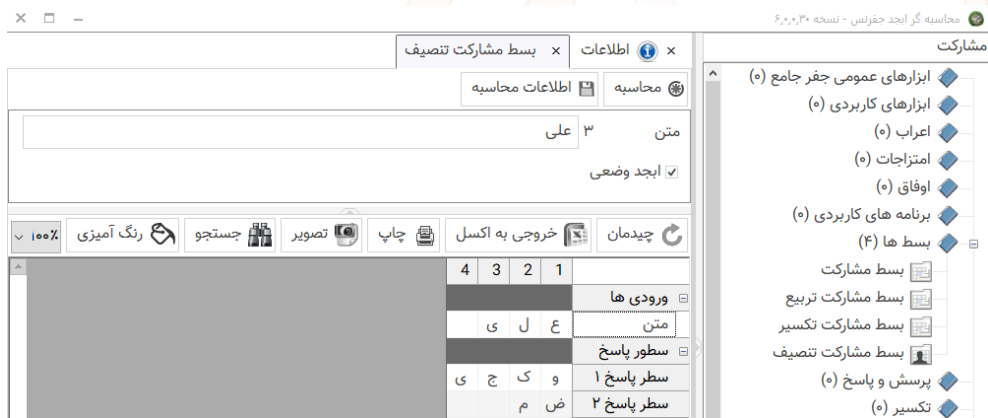 محاسبه گر ابجد جفرنس - نسخه ۶,۰,۰,۳۰
مشارکت
ابزارهای عمومی جفر جامع (۰)
ابزارهای کاربردی (۰)
اعراب (۰)
امتزاجات (۰)
اوفاق (۰)
برنامه های کاربردی (۰)
بسط ها (۴)
بسط مشارکت
بسط مشارکت تربیع
بسط مشارکت تکسیر
بسط مشارکت تنصیف
پرسش و پاسخ (۰)
تکسیر (۰)
اطلاعات × بسط مشارکت تنصیف ×
محاسبه اطلاعات محاسبه
متن ۳ علی
ابجد وضعی
چیدمان خروجی به اکسل چاپ تصویر جستجو رنگ آمیزی ۱۰۰٪
1 2 3 4
ورودی ها
متن ع ل ی
سطور پاسخ
سطر پاسخ ۱ و ک ج ی
سطر پاسخ ۲ ض م